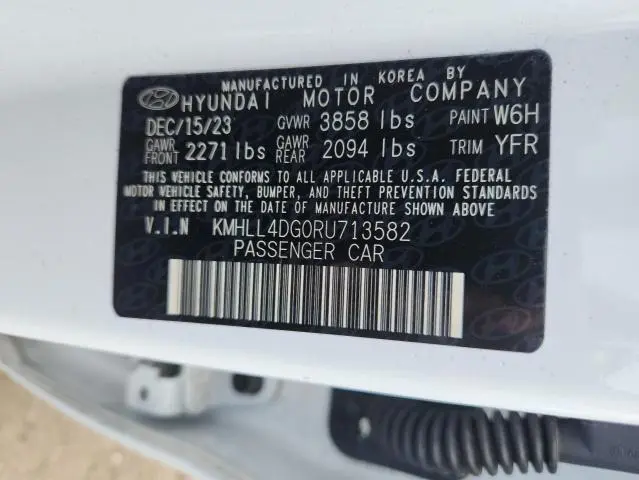 MANUFACTURED IN KOREA BY
HYUNDAI MOTOR COMPANY
DEC/15/23 GVWR 3858 lbs PAINT W6H
GAWR FRONT 2271 lbs GAWR REAR 2094 lbs TRIM YFR
THIS VEHICLE CONFORMS TO ALL APPLICABLE U.S.A. FEDERAL
MOTOR VEHICLE SAFETY, BUMPER, AND THEFT PREVENTION STANDARDS
IN EFFECT ON THE DATE OF MANUFACTURE SHOWN ABOVE
V.I.N KMHLL4DG0RU713582
PASSENGER CAR